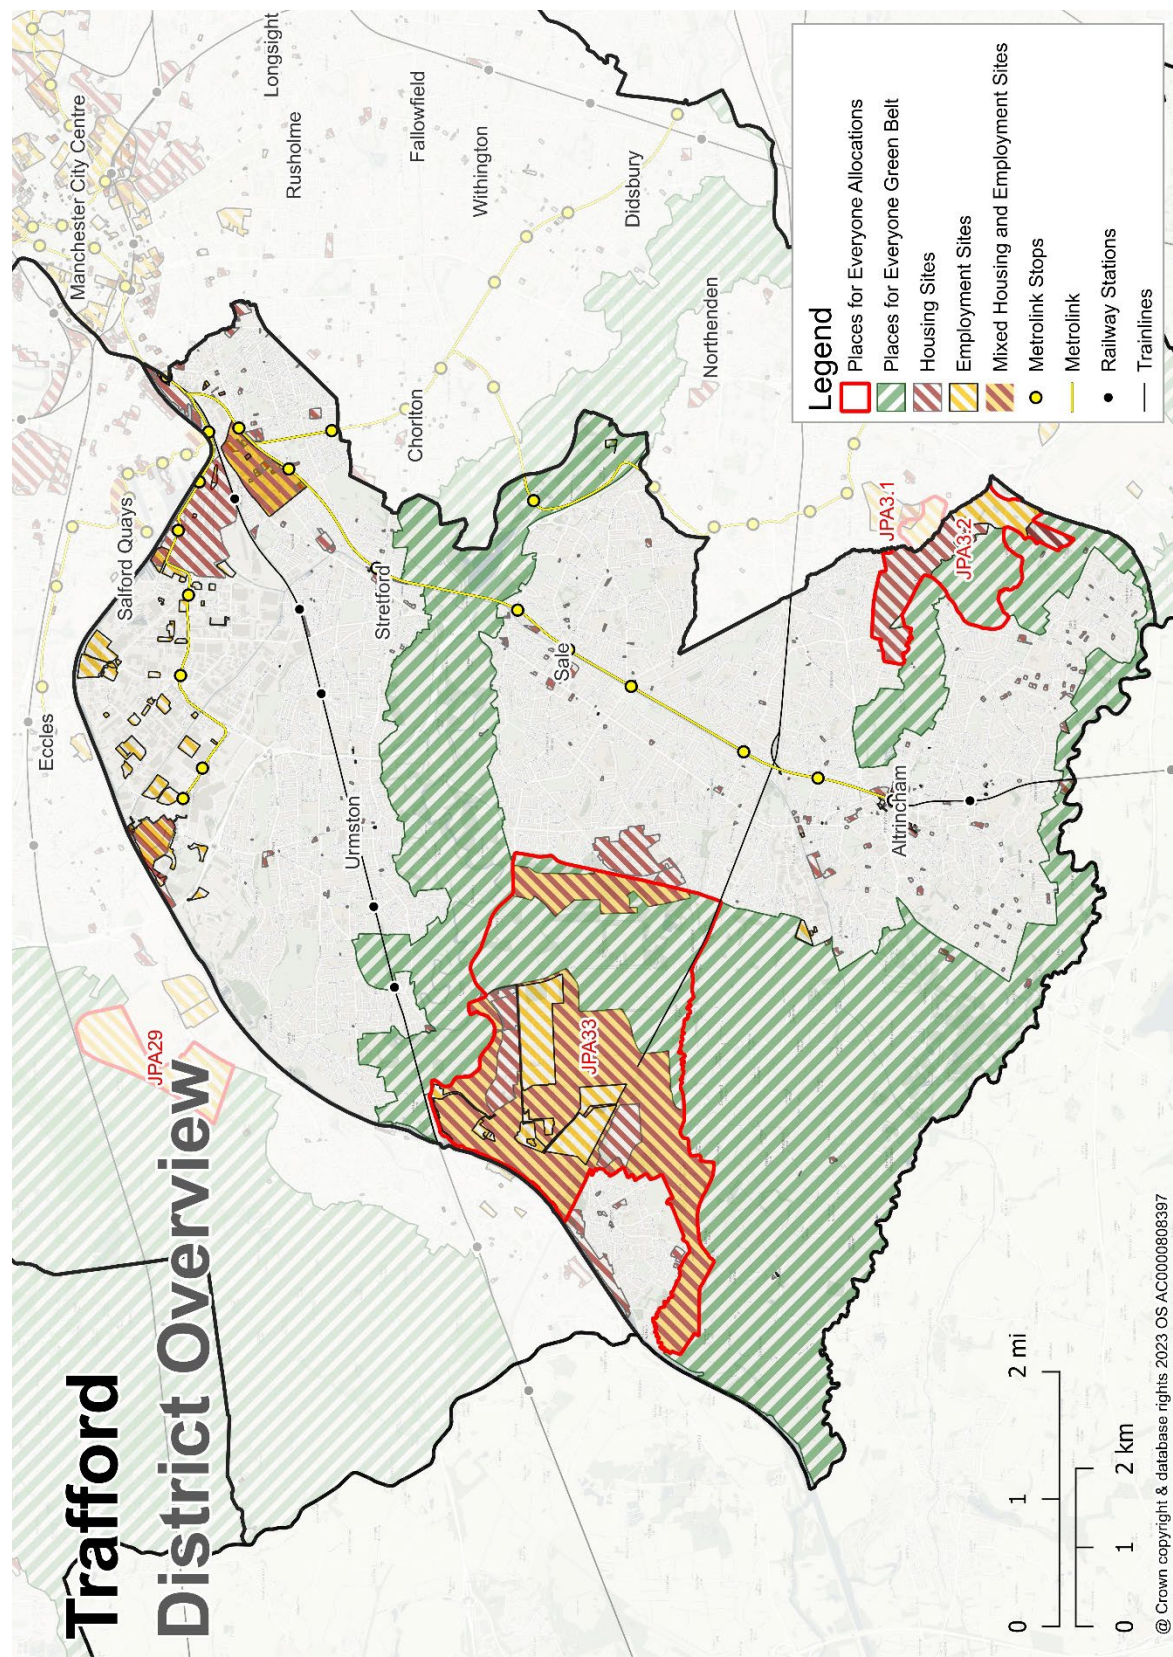 Trafford
District Overview
Eccles
Salford Quays
Manchester City Centre
Longsight
Rusholme
Fallowfield
Withington
Didsbury
Chorlton
Northenden
Stretford
Urmston
Sale
Altrincham
JPA29
JPA33
JPA3.1
JPA3.2
Legend
Places for Everyone Allocations
Places for Everyone Green Belt
Housing Sites
Employment Sites
Mixed Housing and Employment Sites
Metrolink Stops
Metrolink
Railway Stations
Trainlines
0 1 2 mi
0 1 2 km
@ Crown copyright & database rights 2023 OS AC0000808397